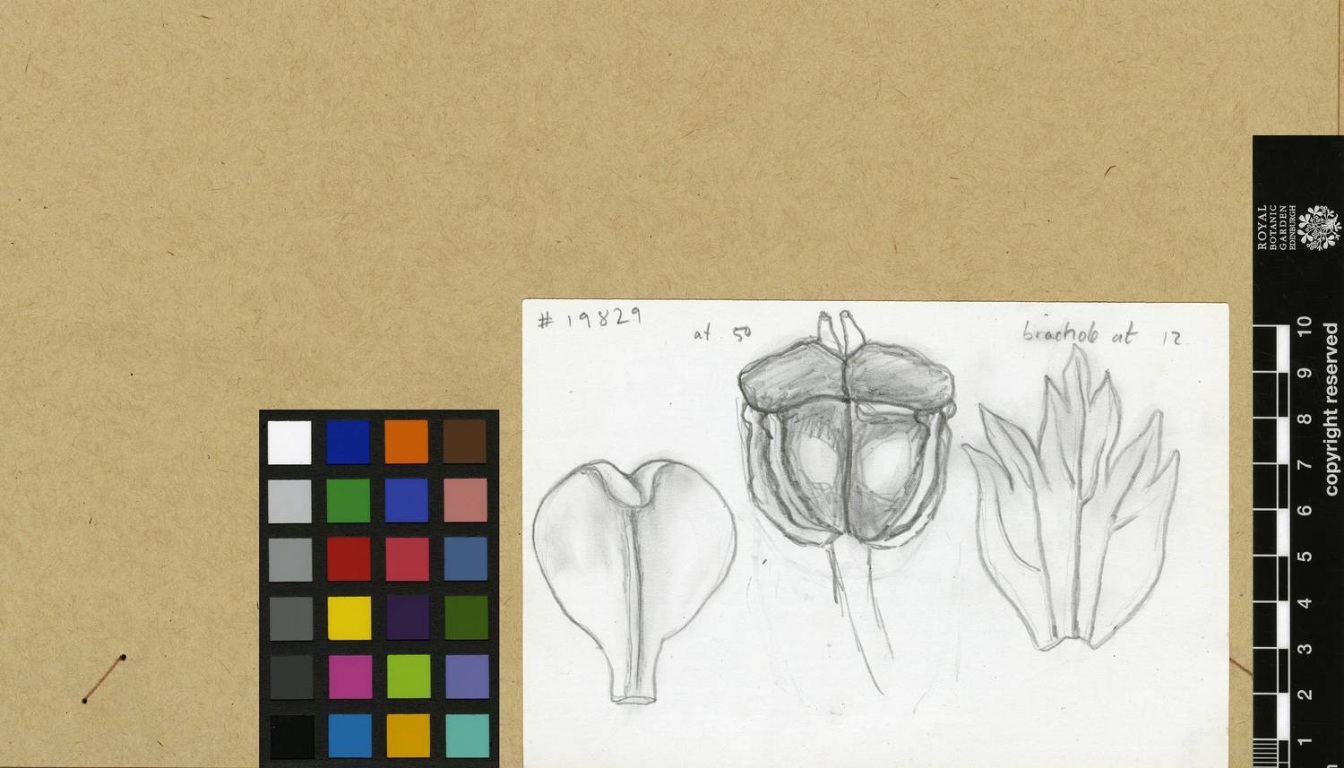 # 19829
at 50
brachole at 12
ROYAL
BOTANIC
GARDEN
EDINBURGH
10
9
8
7
6
5
4
3
2
1
copyright reserved